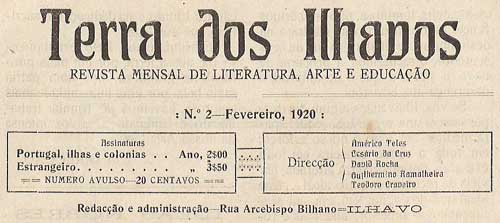 Terra dos Ilhavos
REVISTA MENSAL DE LITERATURA, ARTE E EDUCAÇÃO
: N.º 2—Fevereiro, 1920 :
Assinaturas
Portugal, ilhas e colonias . . Ano, 2$00
Estrangeiro. . . . . . . . . „ 3$50
NUMERO AVULSO—20 CENTAVOS
Direcção
Américo Teles
Cesário da Cruz
David Rocha
Guilhermino Ramalheira
Teodoro Craveiro
Redacção e administração—Rua Arcebispo Bilhano=ILHAVO